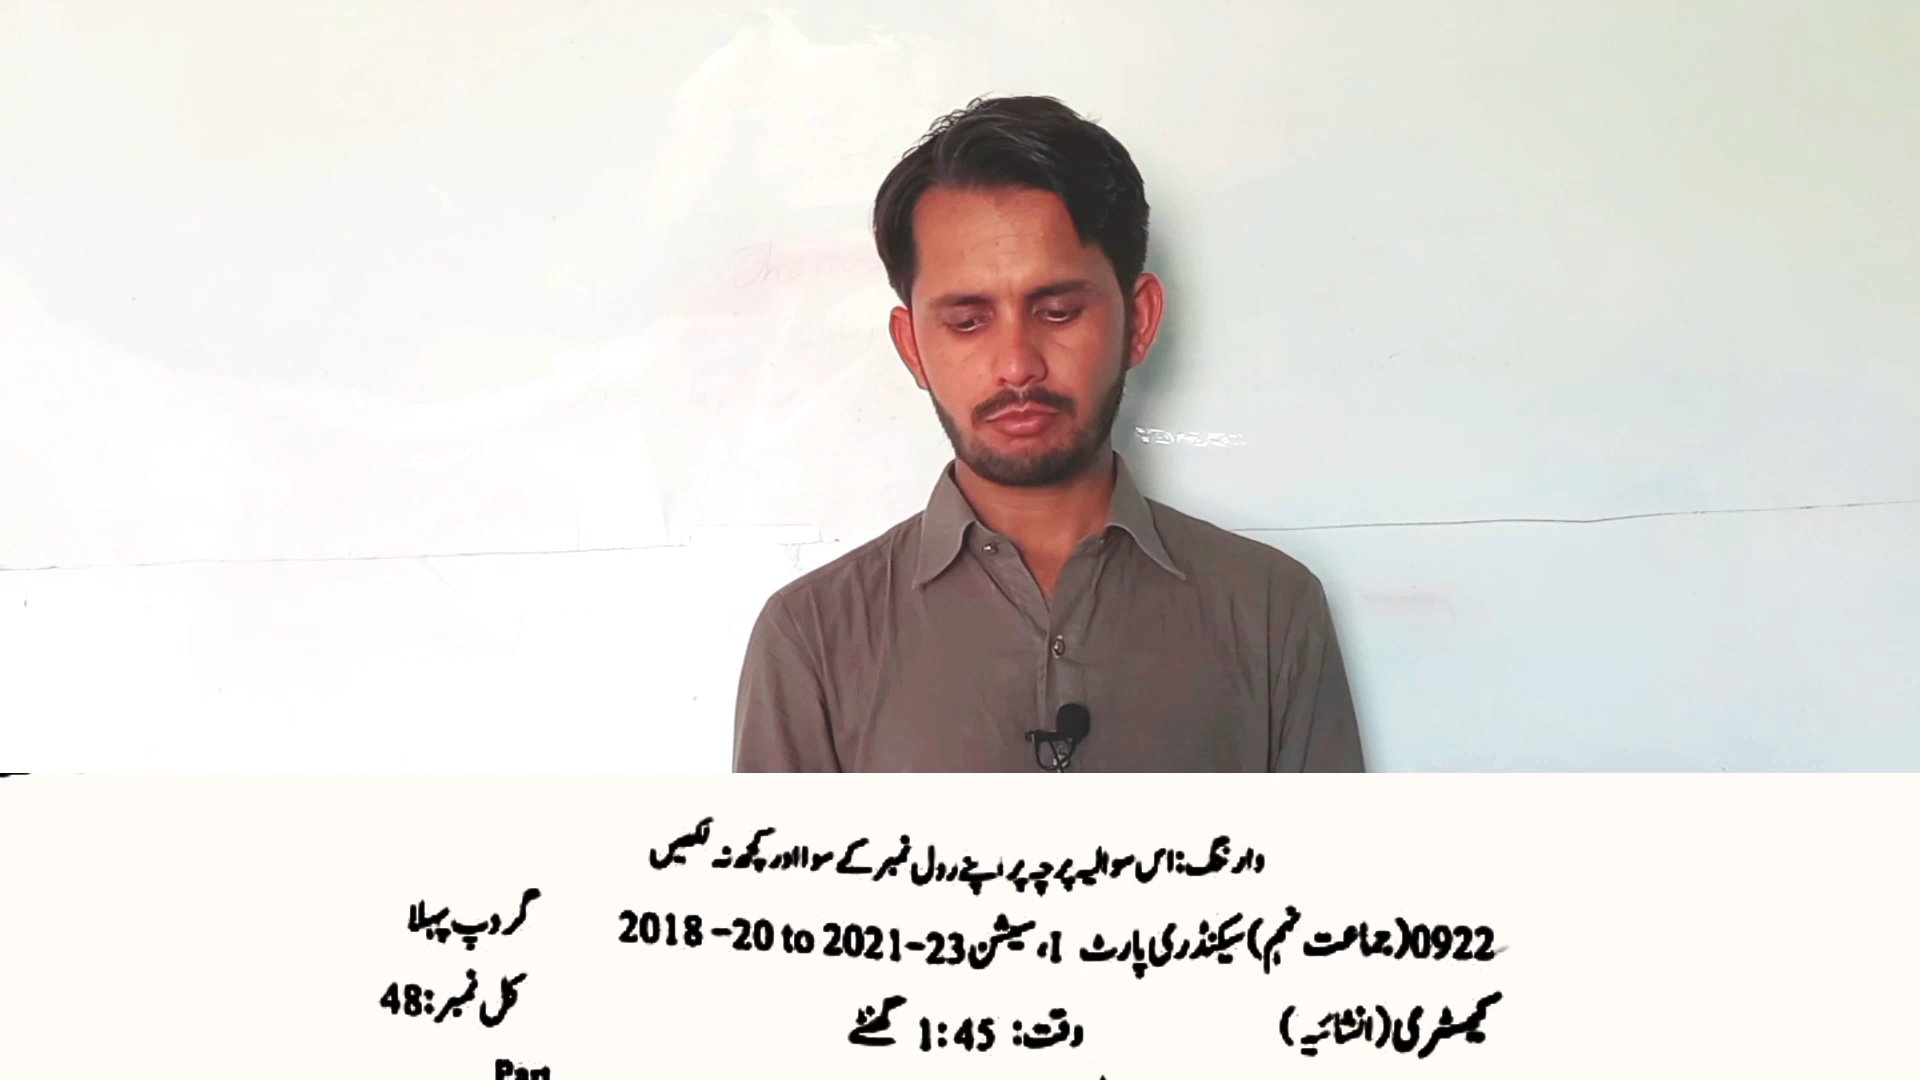 وارننگ: اس سوالیہ پرچہ پر اپنے رول نمبر کے سوا اور کچھ نہ لکھیں
0922(جماعت نہم) سیکنڈری پارٹ I، سیشن 2018 -20 to 2021-23 گروپ پہلا
کیمسٹری(انشائیہ) وقت: 1:45 گھنٹے کل نمبر:48
Part